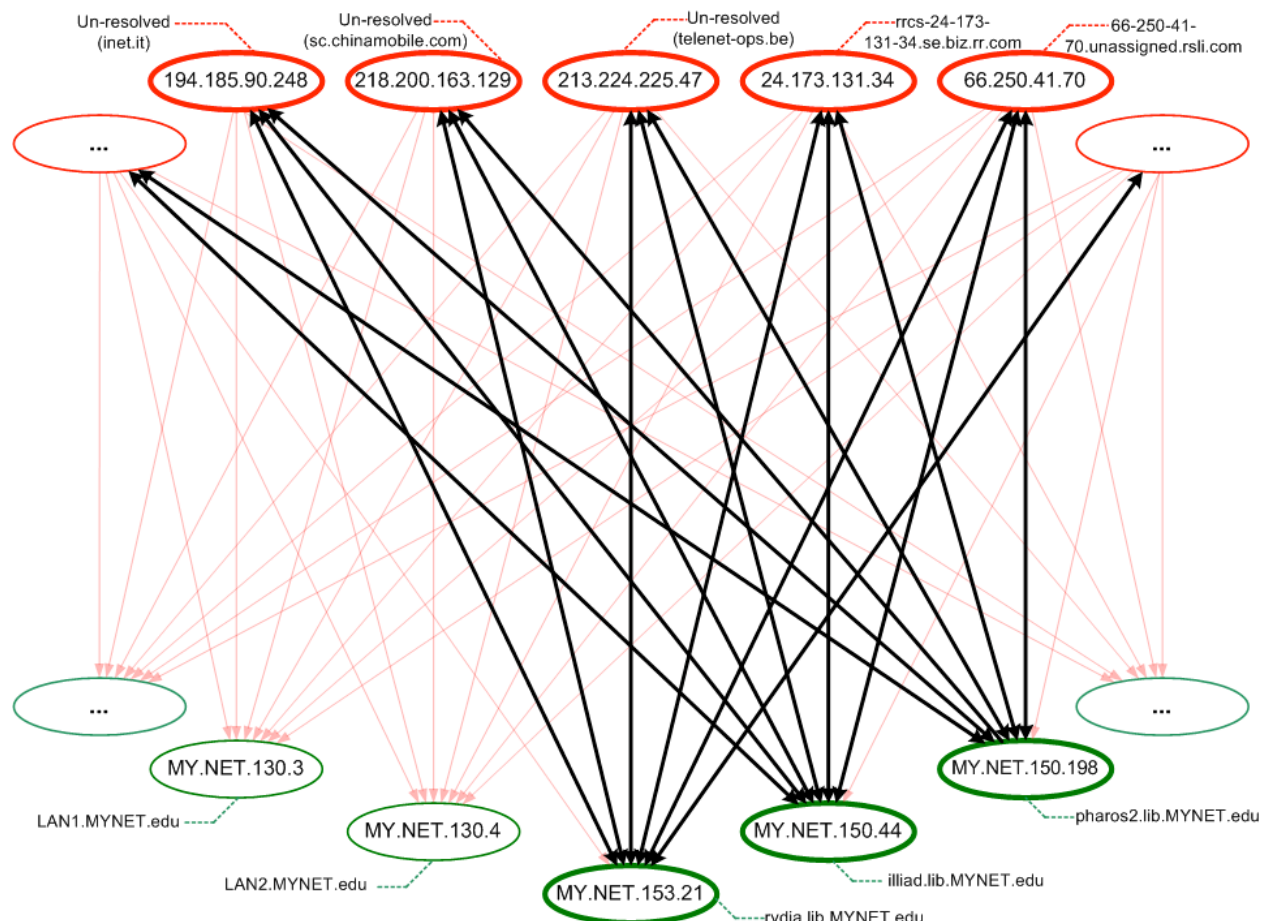 Un-resolved
(inet.it)
Un-resolved
(sc.chinamobile.com)
Un-resolved
(telenet-ops.be)
rrcs-24-173-
131-34.se.biz.rr.com
66-250-41-
70.unassigned.rsli.com
194.185.90.248
218.200.163.129
213.224.225.47
24.173.131.34
66.250.41.70
...
...
...
...
MY.NET.130.3
MY.NET.150.198
LAN1.MYNET.edu
pharos2.lib.MYNET.edu
MY.NET.130.4
MY.NET.150.44
LAN2.MYNET.edu
illiad.lib.MYNET.edu
MY.NET.153.21
rydia.lib.MYNET.edu